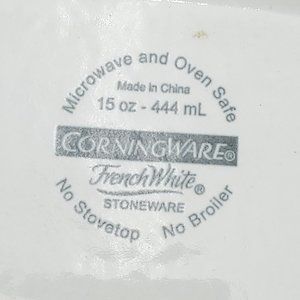 Microwave and Oven Safe
Made in China
15 oz - 444 mL
CORNINGWARE®
French White®
STONEWARE
No Stovetop No Broiler